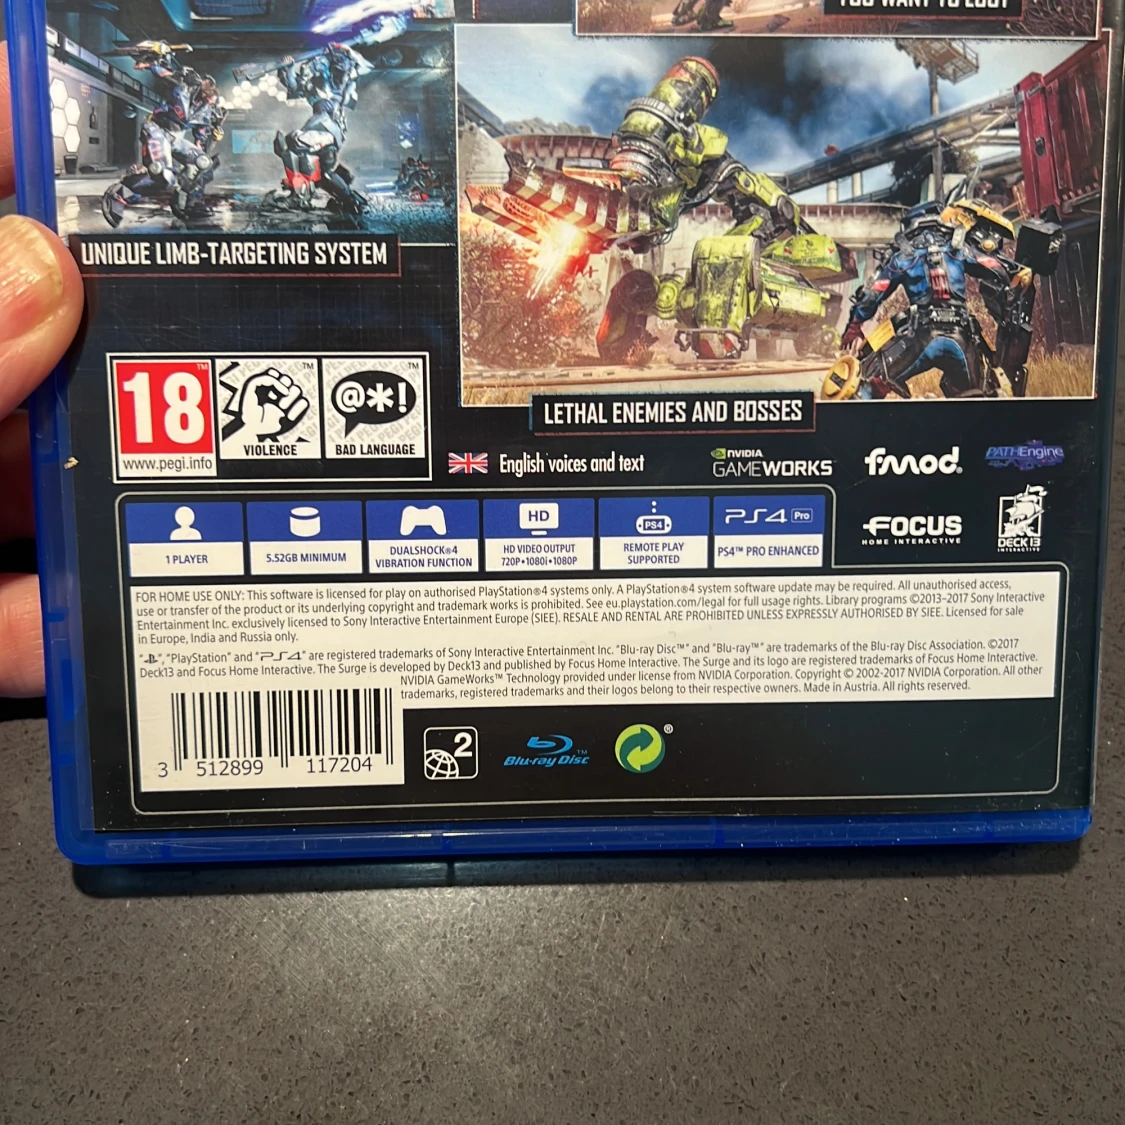 YOU WANT TO LOOT
UNIQUE LIMB-TARGETING SYSTEM
LETHAL ENEMIES AND BOSSES
18
www.pegi.info
VIOLENCE
@*!
BAD LANGUAGE
English voices and text
NVIDIA
GAMEWORKS
fmod
PATHEngine
1 PLAYER
5.52GB MINIMUM
DUALSHOCK®4
VIBRATION FUNCTION
HD
HD VIDEO OUTPUT
720P•1080i•1080P
PS4
REMOTE PLAY
SUPPORTED
PS4 Pro
PS4™ PRO ENHANCED
FOCUS
HOME INTERACTIVE
DECK13
INTERACTIVE
FOR HOME USE ONLY: This software is licensed for play on authorised PlayStation®4 systems only. A PlayStation®4 system software update may be required. All unauthorised access,
use or transfer of the product or its underlying copyright and trademark works is prohibited. See eu.playstation.com/legal for full usage rights. Library programs ©2013–2017 Sony Interactive
Entertainment Inc. exclusively licensed to Sony Interactive Entertainment Europe (SIEE). RESALE AND RENTAL ARE PROHIBITED UNLESS EXPRESSLY AUTHORISED BY SIEE. Licensed for sale
in Europe, India and Russia only.
", "PlayStation" and "PS4" are registered trademarks of Sony Interactive Entertainment Inc. "Blu-ray Disc™" and "Blu-ray™" are trademarks of the Blu-ray Disc Association. ©2017
Deck13 and Focus Home Interactive. The Surge is developed by Deck13 and published by Focus Home Interactive. The Surge and its logo are registered trademarks of Focus Home Interactive.
NVIDIA GameWorks™ Technology provided under license from NVIDIA Corporation. Copyright © 2002-2017 NVIDIA Corporation. All other
trademarks, registered trademarks and their logos belong to their respective owners. Made in Austria. All rights reserved.
3 512899 117204
2
Blu-ray Disc™
®